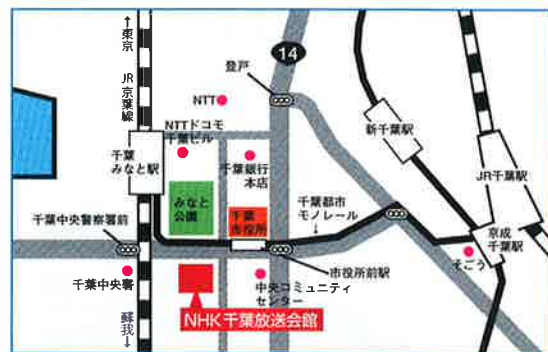 ←東京
JR京葉線
14
登戸
NTT
NTTドコモ
千葉ビル
新千葉駅
千葉
みなと駅
千葉銀行
本店
JR千葉駅
みなと
公園
千葉
市役所
千葉都市
モノレール
千葉中央警察署前
京成
千葉駅
そごう
市役所前駅
千葉中央署
中央コミュニティ
センター
NHK千葉放送会館
蘇我→